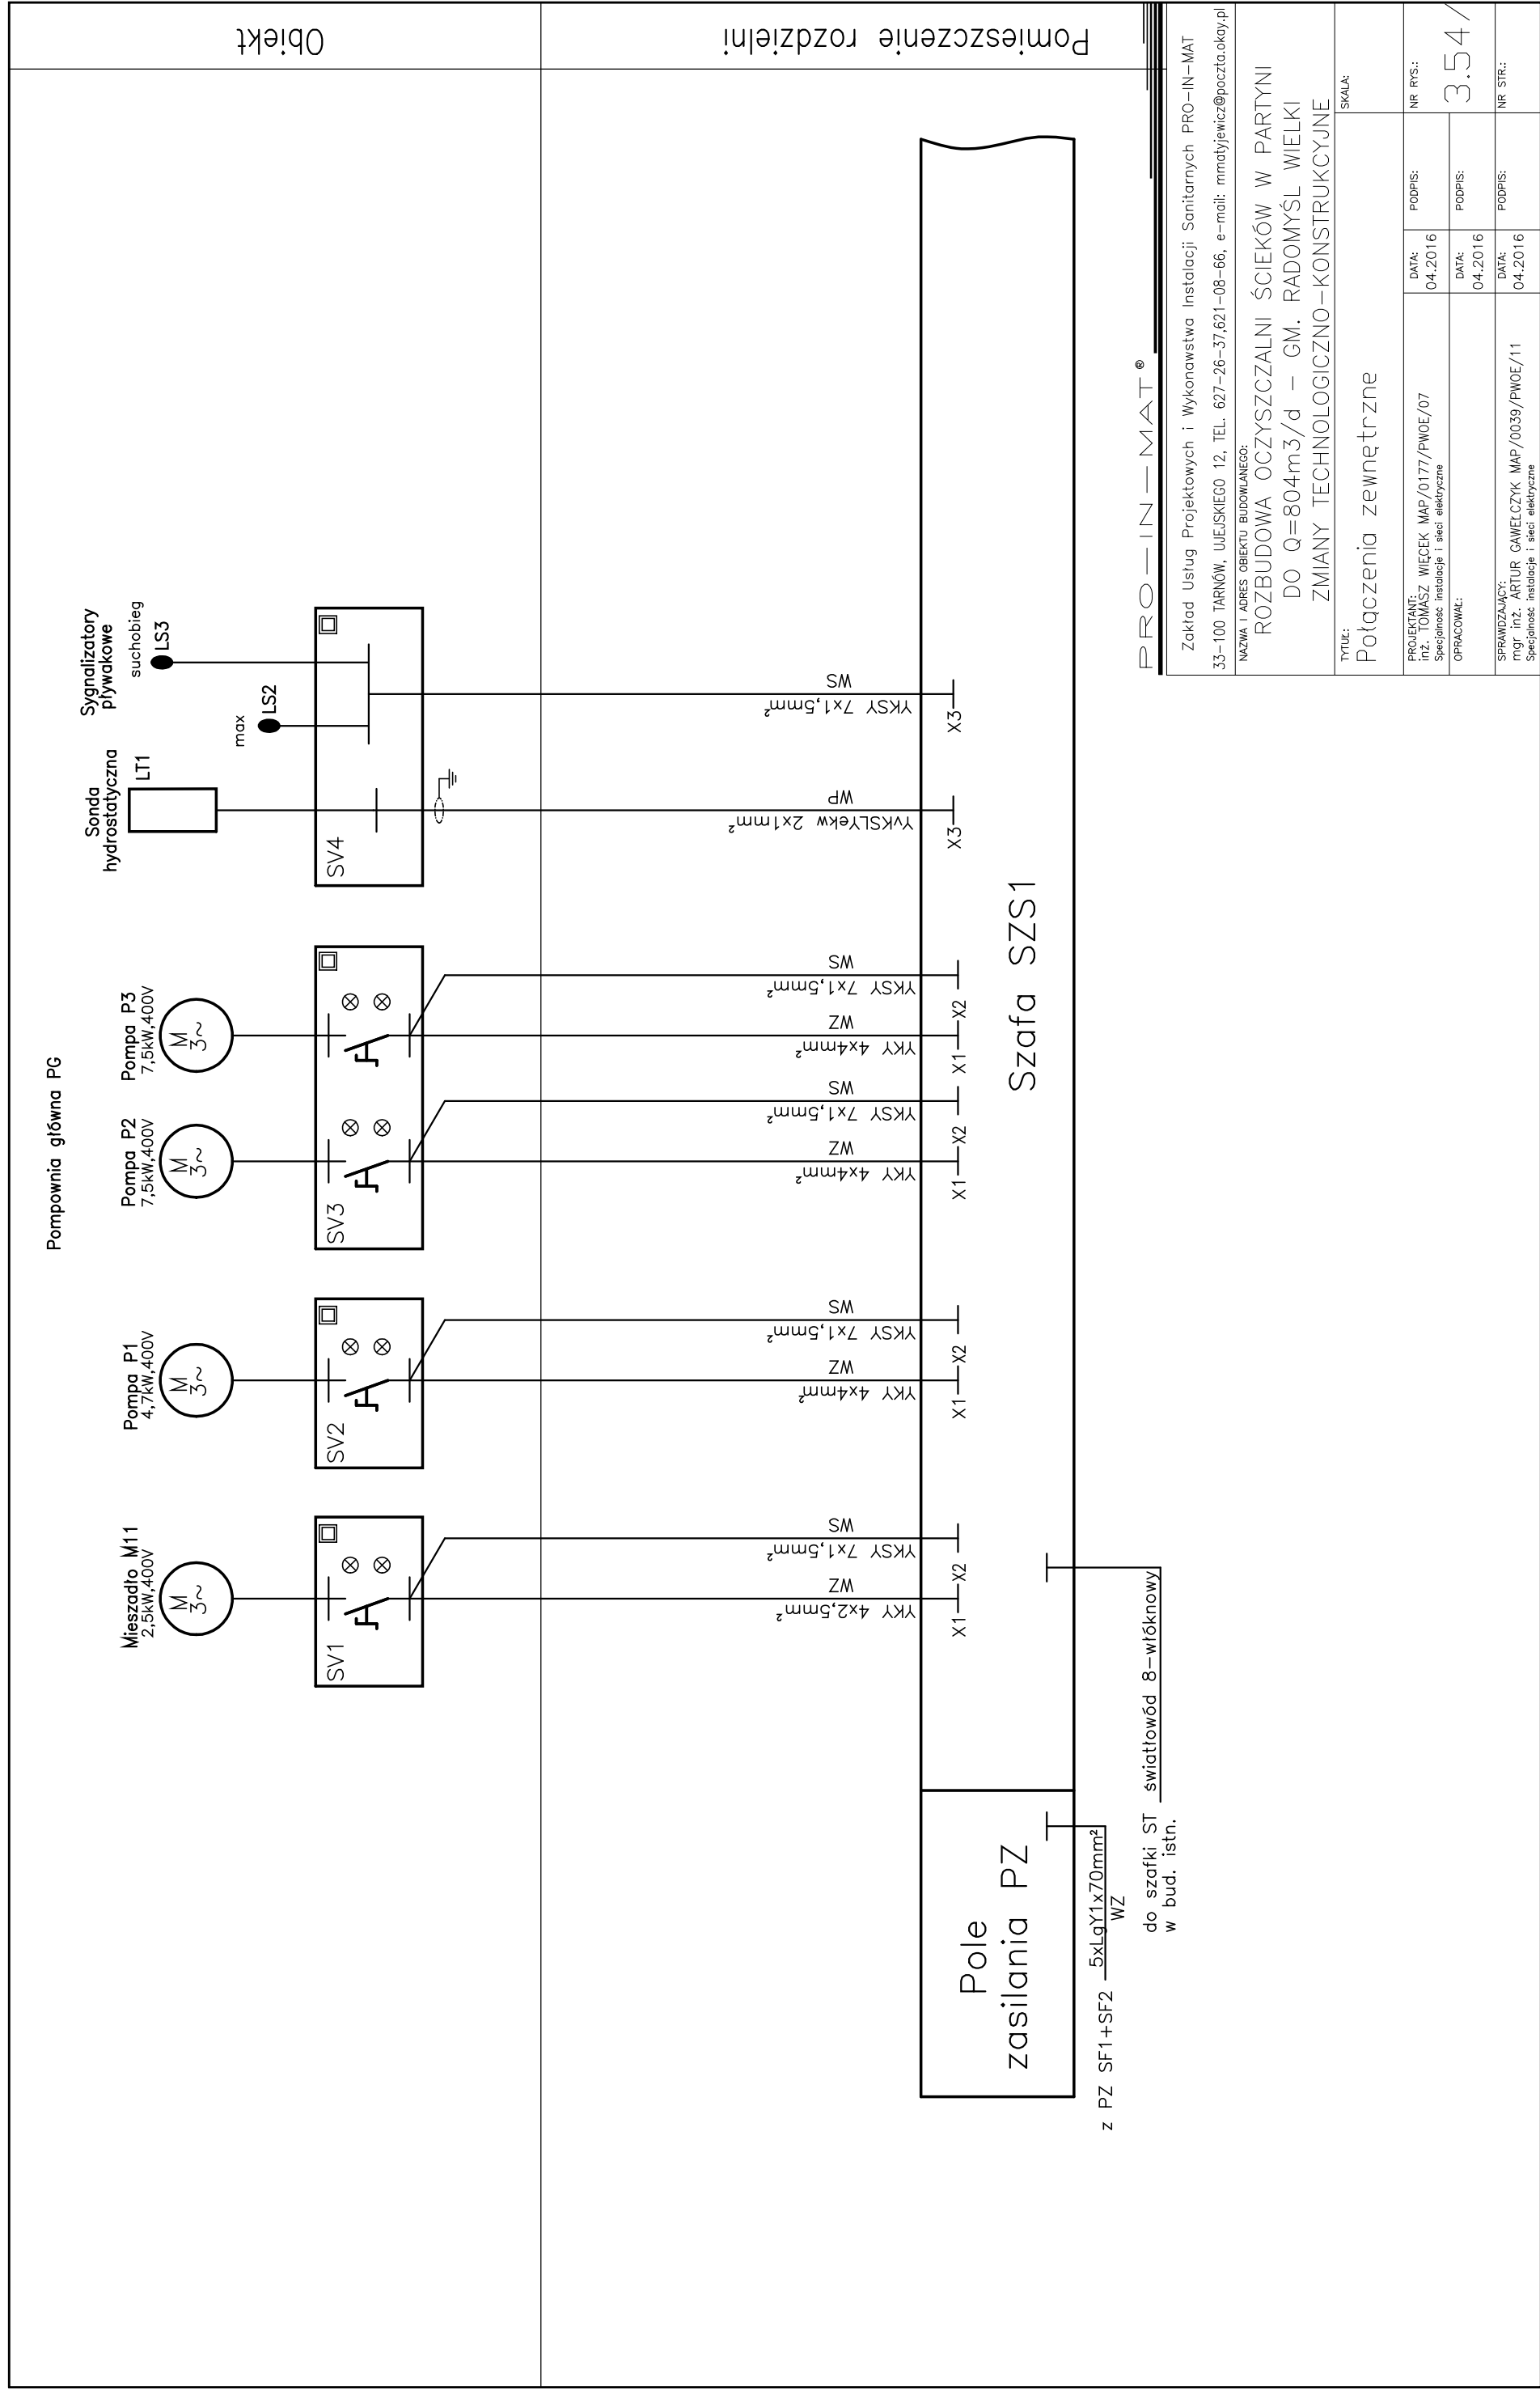 Obiekt
Pomieszczenie rozdzielni
Pompownia główna PG
Mieszadło M11
2,5kW,400V
M
3~
Pompa P1
4,7kW,400V
M
3~
Pompa P2
7,5kW,400V
M
3~
Pompa P3
7,5kW,400V
M
3~
Sonda
hydrostatyczna
LT1
Sygnalizatory
pływakowe
max
LS2
suchobieg
LS3
SV1
SV2
SV3
SV4
YKY 4x2,5mm²
WZ
YKSY 7x1,5mm²
WS
YKY 4x4mm²
WZ
YKSY 7x1,5mm²
WS
YKY 4x4mm²
WZ
YKSY 7x1,5mm²
WS
YKY 4x4mm²
WZ
YKSY 7x1,5mm²
WS
YvKSLYekw 2x1mm²
WP
YKSY 7x1,5mm²
WS
X1
X2
X1
X2
X1
X2
X1
X2
X3
X3
Pole
zasilania PZ
Szafa SZS1
z PZ SF1+SF2
5xLgY1x70mm²
WZ
do szafki ST
w bud. istn.
światłowód 8-włóknowy
PRO-IN-MAT®
Zakład Usług Projektowych i Wykonawstwa Instalacji Sanitarnych PRO-IN-MAT
33-100 TARNÓW, UJEJSKIEGO 12, TEL. 627-26-37,621-08-66, e-mail: mmatyjewicz@poczta.okay.pl
NAZWA I ADRES OBIEKTU BUDOWLANEGO:
ROZBUDOWA OCZYSZCZALNI ŚCIEKÓW W PARTYNI
DO Q=804m3/d - GM. RADOMYŚL WIELKI
ZMIANY TECHNOLOGICZNO-KONSTRUKCYJNE
TYTUŁ:
Połączenia zewnętrzne
SKALA:
PROJEKTANT:
inż. TOMASZ WIĘCEK MAP/0177/PWOE/07
Specjalność instalacje i sieci elektryczne
DATA:
04.2016
PODPIS:
NR RYS.:
3.54/
OPRACOWAŁ:
DATA:
04.2016
PODPIS:
SPRAWDZAJĄCY:
mgr inż. ARTUR GAWEŁCZYK MAP/0039/PWOE/11
Specjalność instalacje i sieci elektryczne
DATA:
04.2016
PODPIS:
NR STR.: